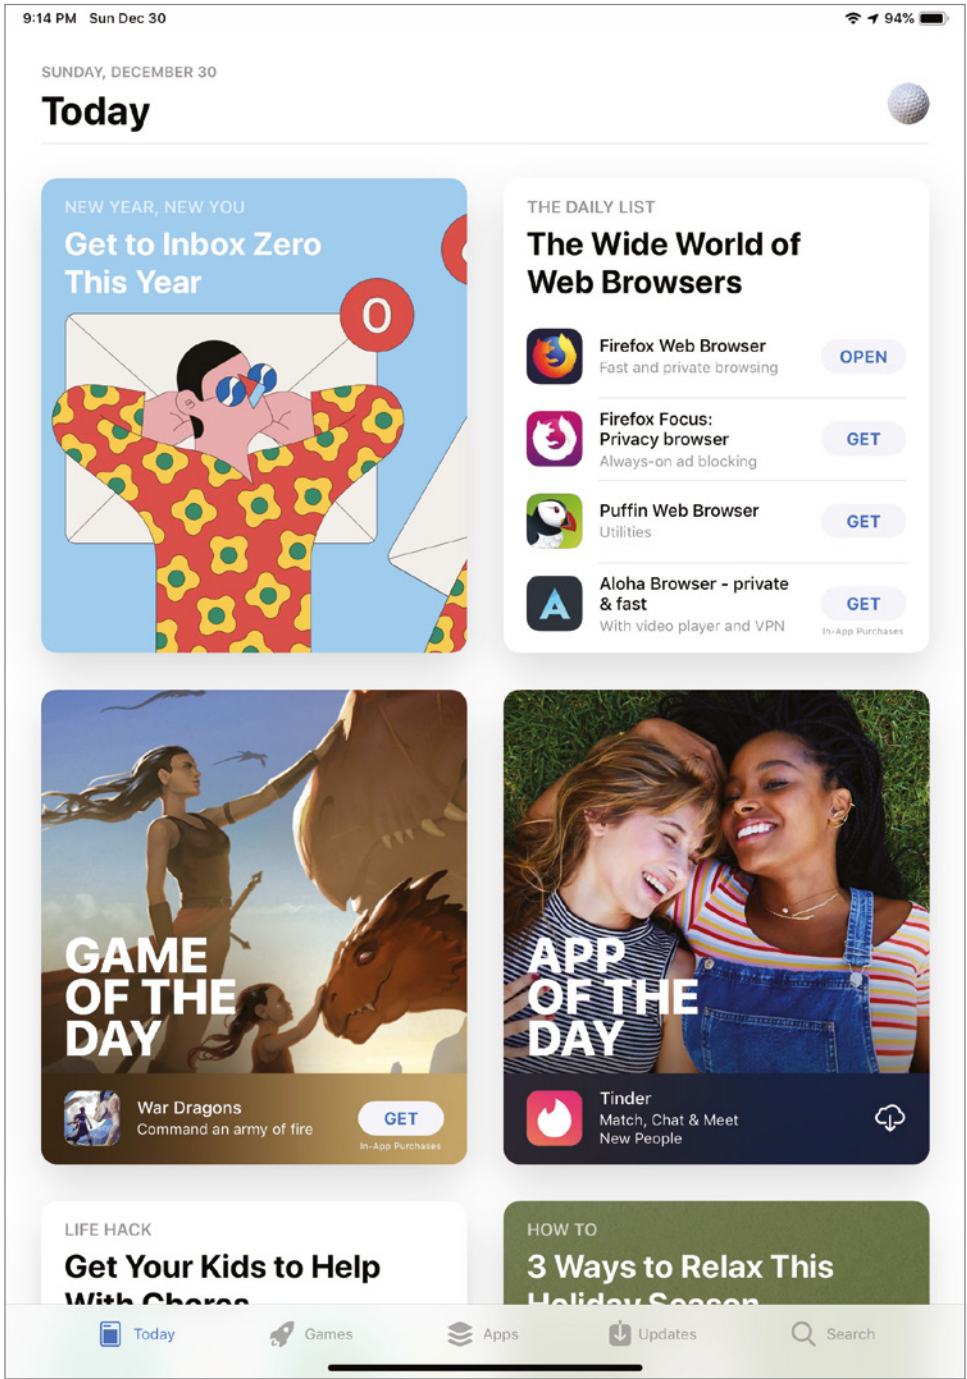 9:14 PM Sun Dec 30
94%
SUNDAY, DECEMBER 30
Today
NEW YEAR, NEW YOU
Get to Inbox Zero
This Year
0
THE DAILY LIST
The Wide World of
Web Browsers
Firefox Web Browser
Fast and private browsing
OPEN
Firefox Focus:
Privacy browser
Always-on ad blocking
GET
Puffin Web Browser
Utilities
GET
Aloha Browser - private
& fast
With video player and VPN
GET
In-App Purchases
GAME
OF THE
DAY
War Dragons
Command an army of fire
GET
In-App Purchases
APP
OF THE
DAY
Tinder
Match, Chat & Meet
New People
LIFE HACK
Get Your Kids to Help
With Chores
HOW TO
3 Ways to Relax This
Holiday Season
Today
Games
Apps
Updates
Search